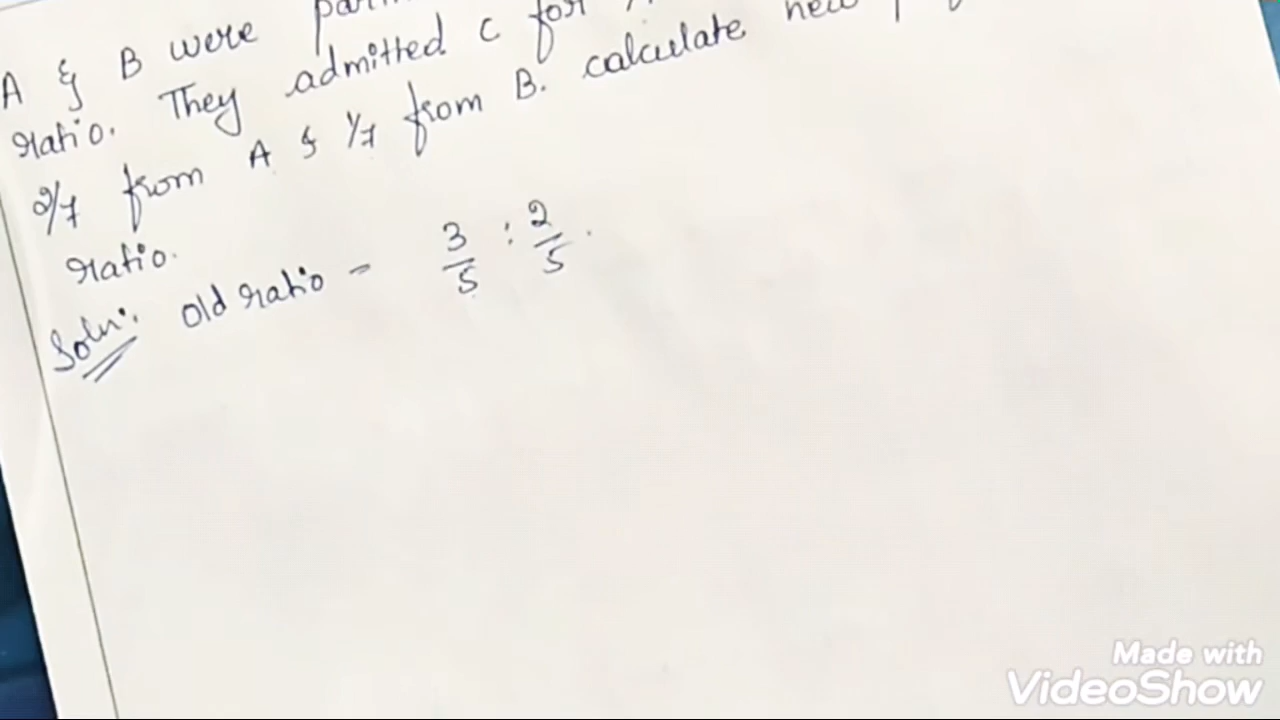 A & B were
ratio. They admitted C for
2/7 from A & 1/7 from B. calculate new
ratio.
Soln:. Old ratio - 3/5 : 2/5.
Made with
VideoShow